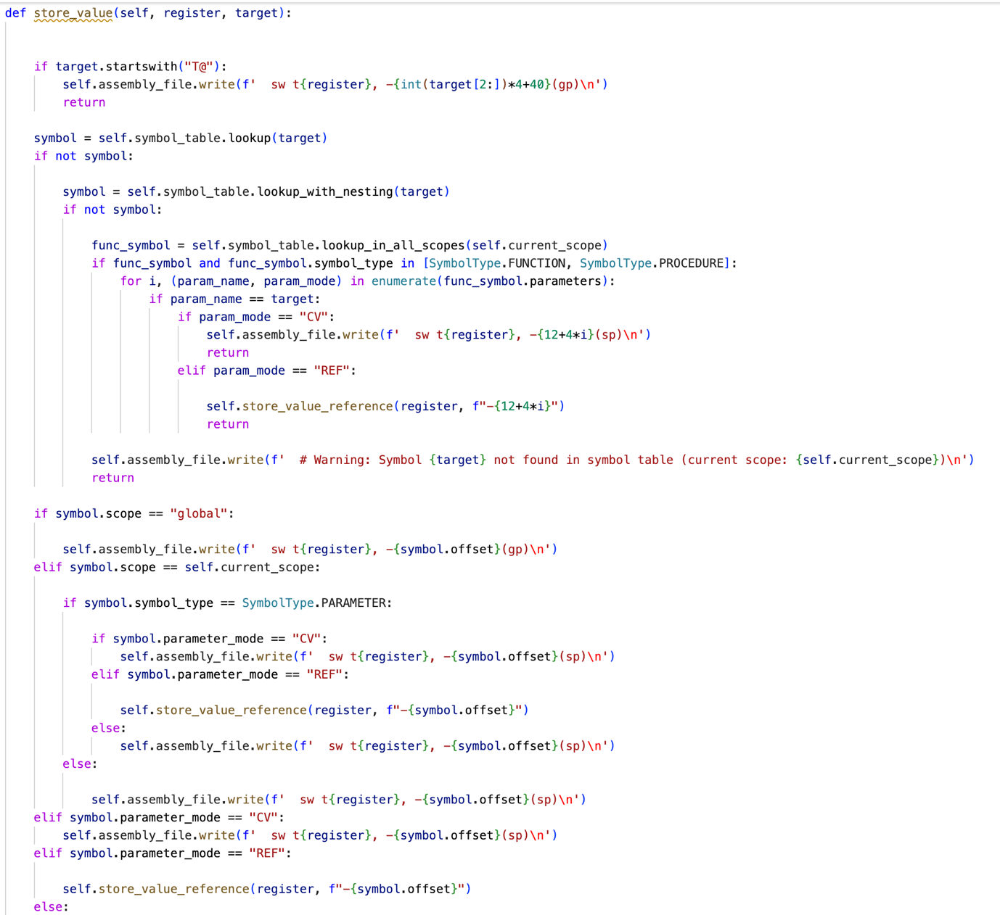 def store_value(self, register, target):
if target.startswith("T@"):
self.assembly_file.write(f'  sw t{register}, -{int(target[2:])*4+40}(gp)\n')
return
symbol = self.symbol_table.lookup(target)
if not symbol:
symbol = self.symbol_table.lookup_with_nesting(target)
if not symbol:
func_symbol = self.symbol_table.lookup_in_all_scopes(self.current_scope)
if func_symbol and func_symbol.symbol_type in [SymbolType.FUNCTION, SymbolType.PROCEDURE]:
for i, (param_name, param_mode) in enumerate(func_symbol.parameters):
if param_name == target:
if param_mode == "CV":
self.assembly_file.write(f'  sw t{register}, -{12+4*i}(sp)\n')
return
elif param_mode == "REF":
self.store_value_reference(register, f"-{12+4*i}")
return
self.assembly_file.write(f'  # Warning: Symbol {target} not found in symbol table (current scope: {self.current_scope})\n')
return
if symbol.scope == "global":
self.assembly_file.write(f'  sw t{register}, -{symbol.offset}(gp)\n')
elif symbol.scope == self.current_scope:
if symbol.symbol_type == SymbolType.PARAMETER:
if symbol.parameter_mode == "CV":
self.assembly_file.write(f'  sw t{register}, -{symbol.offset}(sp)\n')
elif symbol.parameter_mode == "REF":
self.store_value_reference(register, f"-{symbol.offset}")
else:
self.assembly_file.write(f'  sw t{register}, -{symbol.offset}(sp)\n')
else:
self.assembly_file.write(f'  sw t{register}, -{symbol.offset}(sp)\n')
elif symbol.parameter_mode == "CV":
self.assembly_file.write(f'  sw t{register}, -{symbol.offset}(sp)\n')
elif symbol.parameter_mode == "REF":
self.store_value_reference(register, f"-{symbol.offset}")
else: